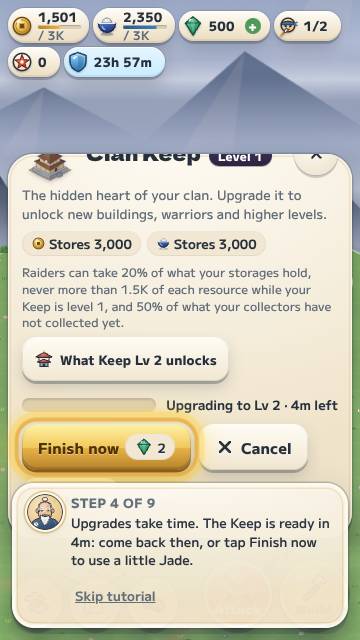 1,501
/ 3K
2,350
/ 3K
500
1/2
0
23h 57m
Clan Keep
Level 1
The hidden heart of your clan. Upgrade it to
unlock new buildings, warriors and higher levels.
Stores 3,000
Stores 3,000
Raiders can take 20% of what your storages hold,
never more than 1.5K of each resource while your
Keep is level 1, and 50% of what your collectors have
not collected yet.
What Keep Lv 2 unlocks
Upgrading to Lv 2 · 4m left
Finish now 2
Cancel
STEP 4 OF 9
Upgrades take time. The Keep is ready in
4m: come back then, or tap Finish now
to use a little Jade.
Skip tutorial